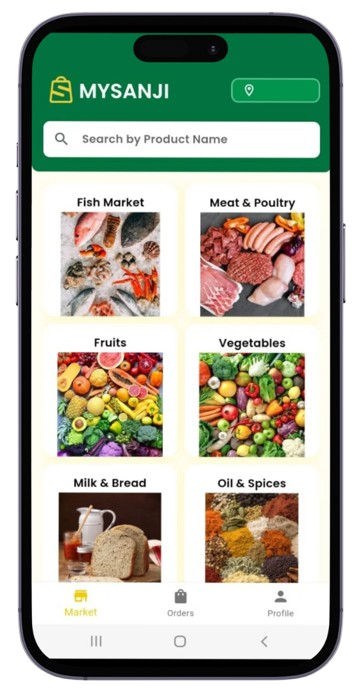 MYSANJI
Search by Product Name
Fish Market
Meat & Poultry
Fruits
Vegetables
Milk & Bread
Oil & Spices
Market
Orders
Profile